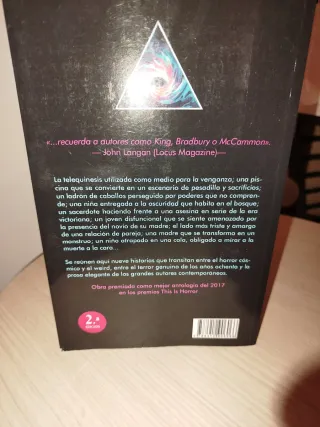 «...recuerda a autores como King, Bradbury o McCammon».
— John Langan (Locus Magazine)—
La telequinesis utilizada como medio para la venganza; una pis-
cina que se convierte en un escenario de pesadilla y sacrificios;
un ladrón de caballos perseguido por poderes que no compren-
de; una niña entregada a la oscuridad que habita en el bosque;
un sacerdote haciendo frente a una asesina en serie de la era
victoriana; un joven disfuncional que se siente amenazado por
la presencia del novio de su madre; el lado más triste y amargo
de una relación de pareja; una madre que se transforma en un
monstruo; un niño atrapado en una cala, obligado a mirar a la
muerte a la cara...
Se reúnen aquí nueve historias que transitan entre el horror cós-
mico y el weird, entre el terror genuino de los años ochenta y la
prosa elegante de los grandes autores contemporáneos.
Obra premiada como mejor antología del 2017
en los premios This Is Horror
2.ª